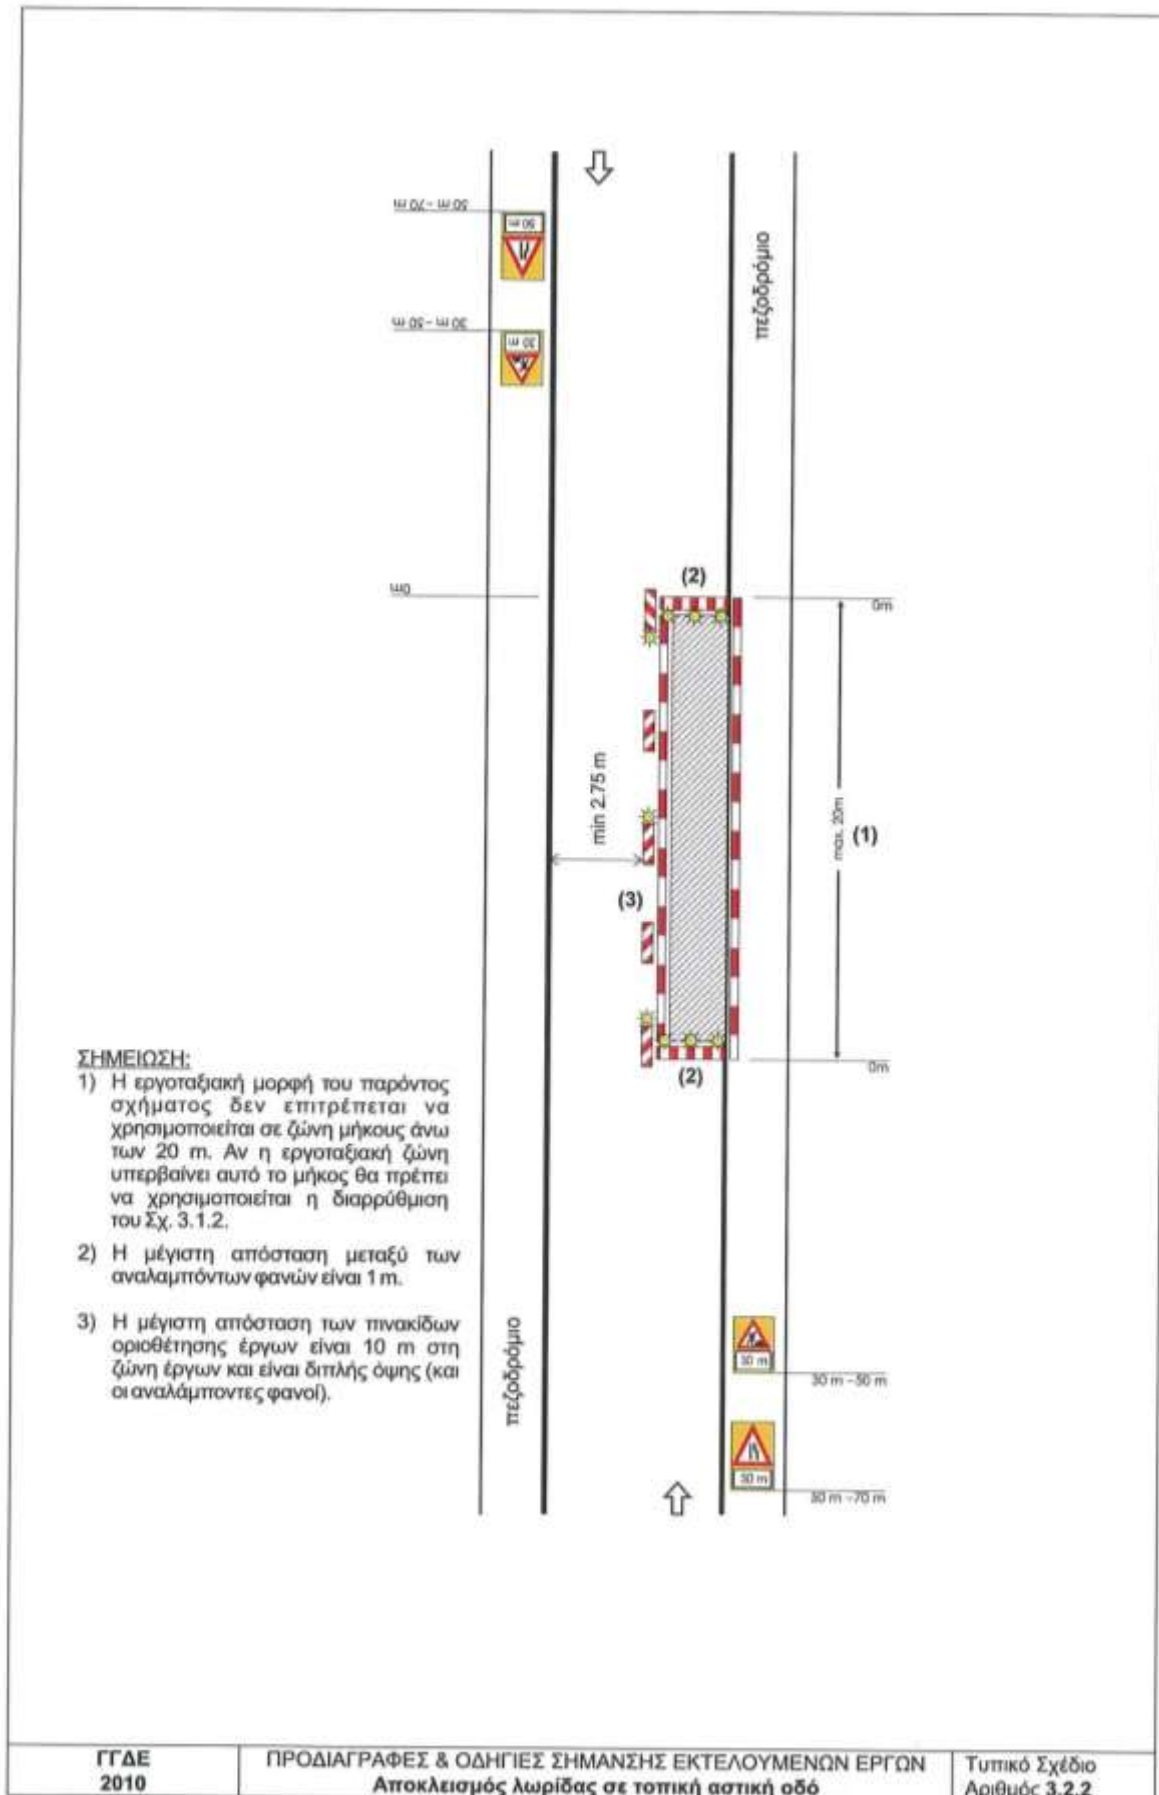 50 m - 70 m
50 m
30 m - 50 m
30 m
πεζοδρόμιο
0m
(2)
0m
min 2.75 m
max. 20m
(1)
(3)
0m
(2)
ΣΗΜΕΙΩΣΗ:
1) Η εργοταξιακή μορφή του παρόντος
σχήματος δεν επιτρέπεται να
χρησιμοποιείται σε ζώνη μήκους άνω
των 20 m. Αν η εργοταξιακή ζώνη
υπερβαίνει αυτό το μήκος θα πρέπει
να χρησιμοποιείται η διαρρύθμιση
του Σχ. 3.1.2.
2) Η μέγιστη απόσταση μεταξύ των
αναλαμπόντων φανών είναι 1 m.
3) Η μέγιστη απόσταση των πινακίδων
οριοθέτησης έργων είναι 10 m στη
ζώνη έργων και είναι διπλής όψης (και
οι αναλάμποντες φανοί).
πεζοδρόμιο
30 m
30 m -50 m
50 m
50 m -70 m
ΓΓΔΕ
2010
ΠΡΟΔΙΑΓΡΑΦΕΣ & ΟΔΗΓΙΕΣ ΣΗΜΑΝΣΗΣ ΕΚΤΕΛΟΥΜΕΝΩΝ ΕΡΓΩΝ
Αποκλεισμός λωρίδας σε τοπική αστική οδό
Τυπικό Σχέδιο
Αριθμός 3.2.2